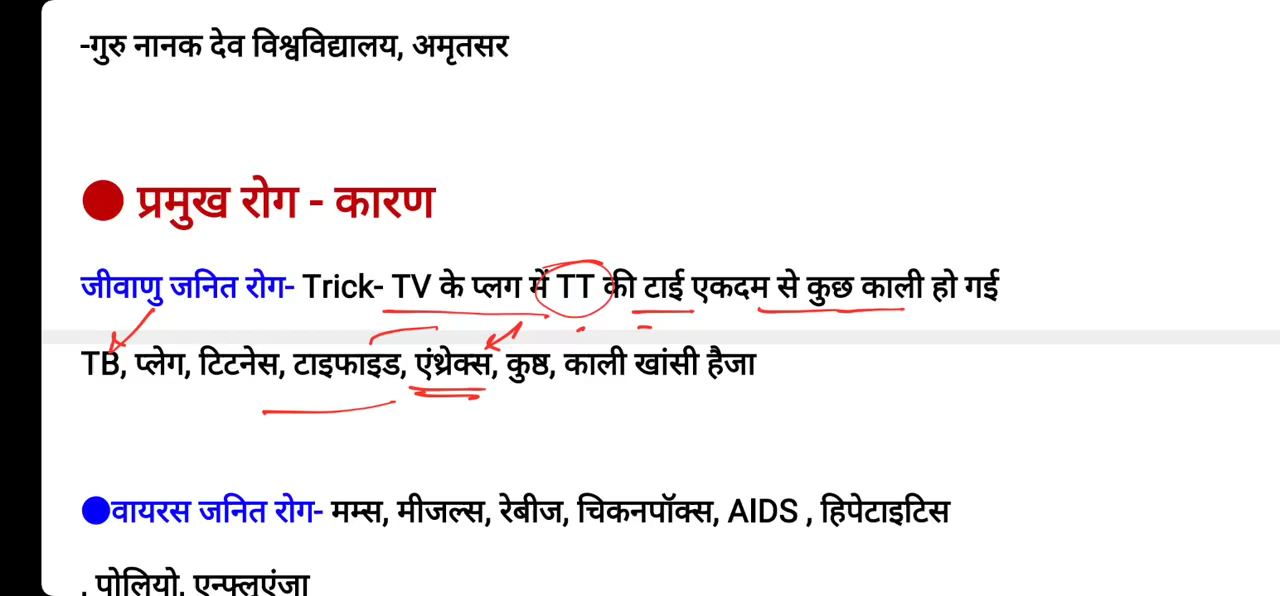 -गुरु नानक देव विश्वविद्यालय, अमृतसर
प्रमुख रोग - कारण
जीवाणु जनित रोग- Trick- TV के प्लग में TT की टाई एकदम से कुछ काली हो गई
TB, प्लेग, टिटनेस, टाइफाइड, एंथ्रेक्स, कुष्ठ, काली खांसी हैजा
वायरस जनित रोग- मम्स, मीजल्स, रेबीज, चिकनपॉक्स, AIDS , हिपेटाइटिस
, पोलियो, एन्फ्लूएंजा